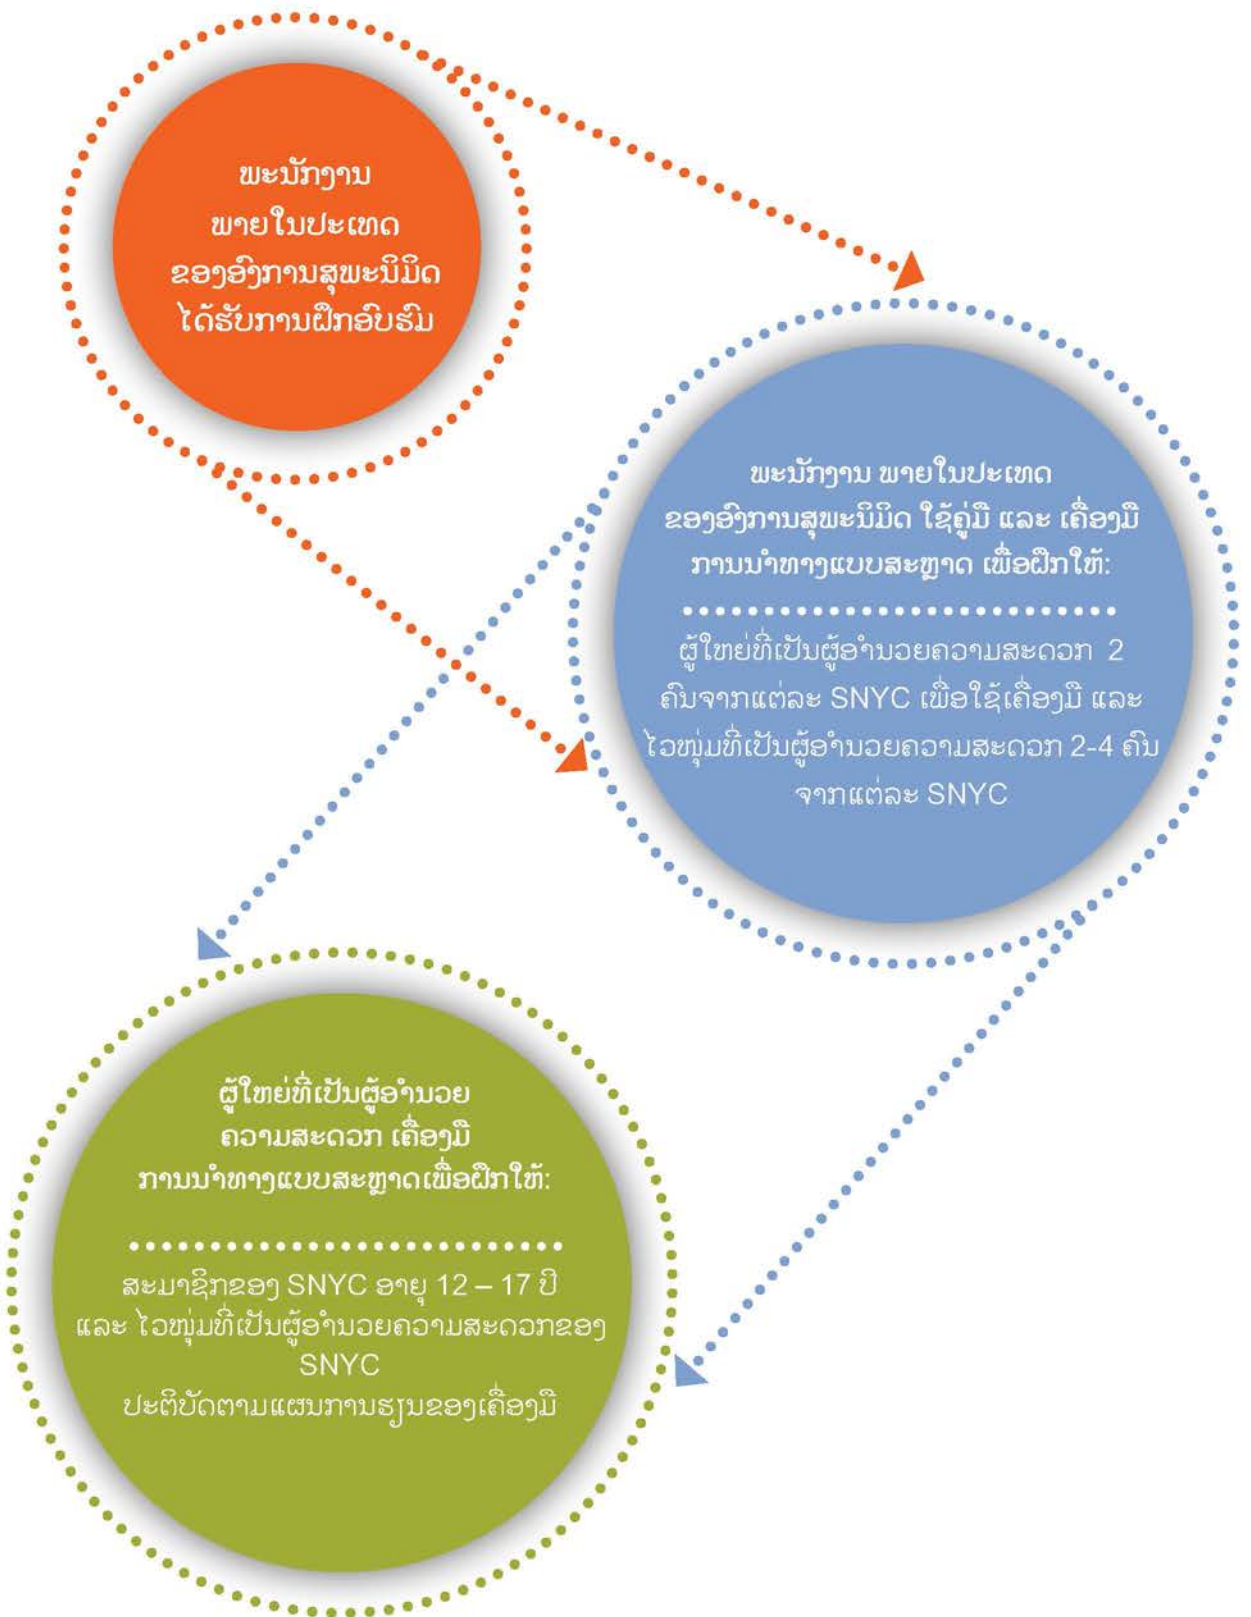 ພະນັກງານ
ພາຍໃນປະເທດ
ຂອງອົງການສຸພະນິມິດ
ໄດ້ຮັບການຝຶກອົບຮົມ
ພະນັກງານ ພາຍໃນປະເທດ
ຂອງອົງການສຸພະນິມິດ ໃຊ້ຄູ່ມື ແລະ ເຄື່ອງມື
ການນຳທາງແບບສະຫຼາດ ເພື່ອຝຶກໃຫ້:
ຜູ້ໃຫຍ່ທີ່ເປັນຜູ້ອຳນວຍຄວາມສະດວກ 2
ຄົນຈາກແຕ່ລະ SNYC ເພື່ອໃຊ້ເຄື່ອງມື ແລະ
ໄວໜຸ່ມທີ່ເປັນຜູ້ອຳນວຍຄວາມສະດວກ 2-4 ຄົນ
ຈາກແຕ່ລະ SNYC
ຜູ້ໃຫຍ່ທີ່ເປັນຜູ້ອຳນວຍ
ຄວາມສະດວກ ເຄື່ອງມື
ການນຳທາງແບບສະຫຼາດເພື່ອຝຶກໃຫ້:
ສະມາຊິກຂອງ SNYC ອາຍຸ 12 – 17 ປີ
ແລະ ໄວໜຸ່ມທີ່ເປັນຜູ້ອຳນວຍຄວາມສະດວກຂອງ
SNYC
ປະຕິບັດຕາມແຜນການຮຽນຂອງເຄື່ອງມື